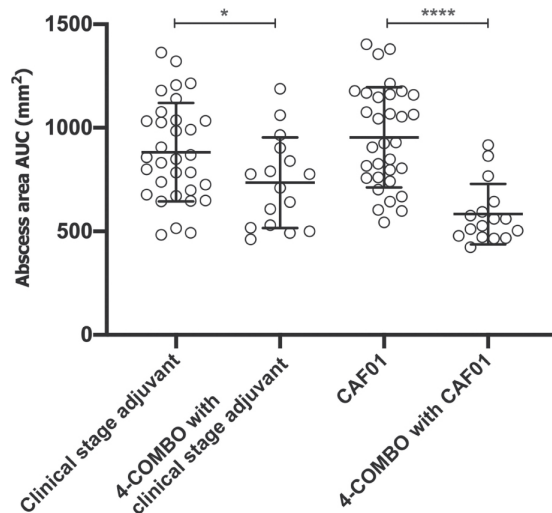 * ****
1500
1000
500
0
Abscess area AUC (mm²)
Clinical stage adjuvant
4-COMBO with
clinical stage adjuvant
CAF01
4-COMBO with CAF01